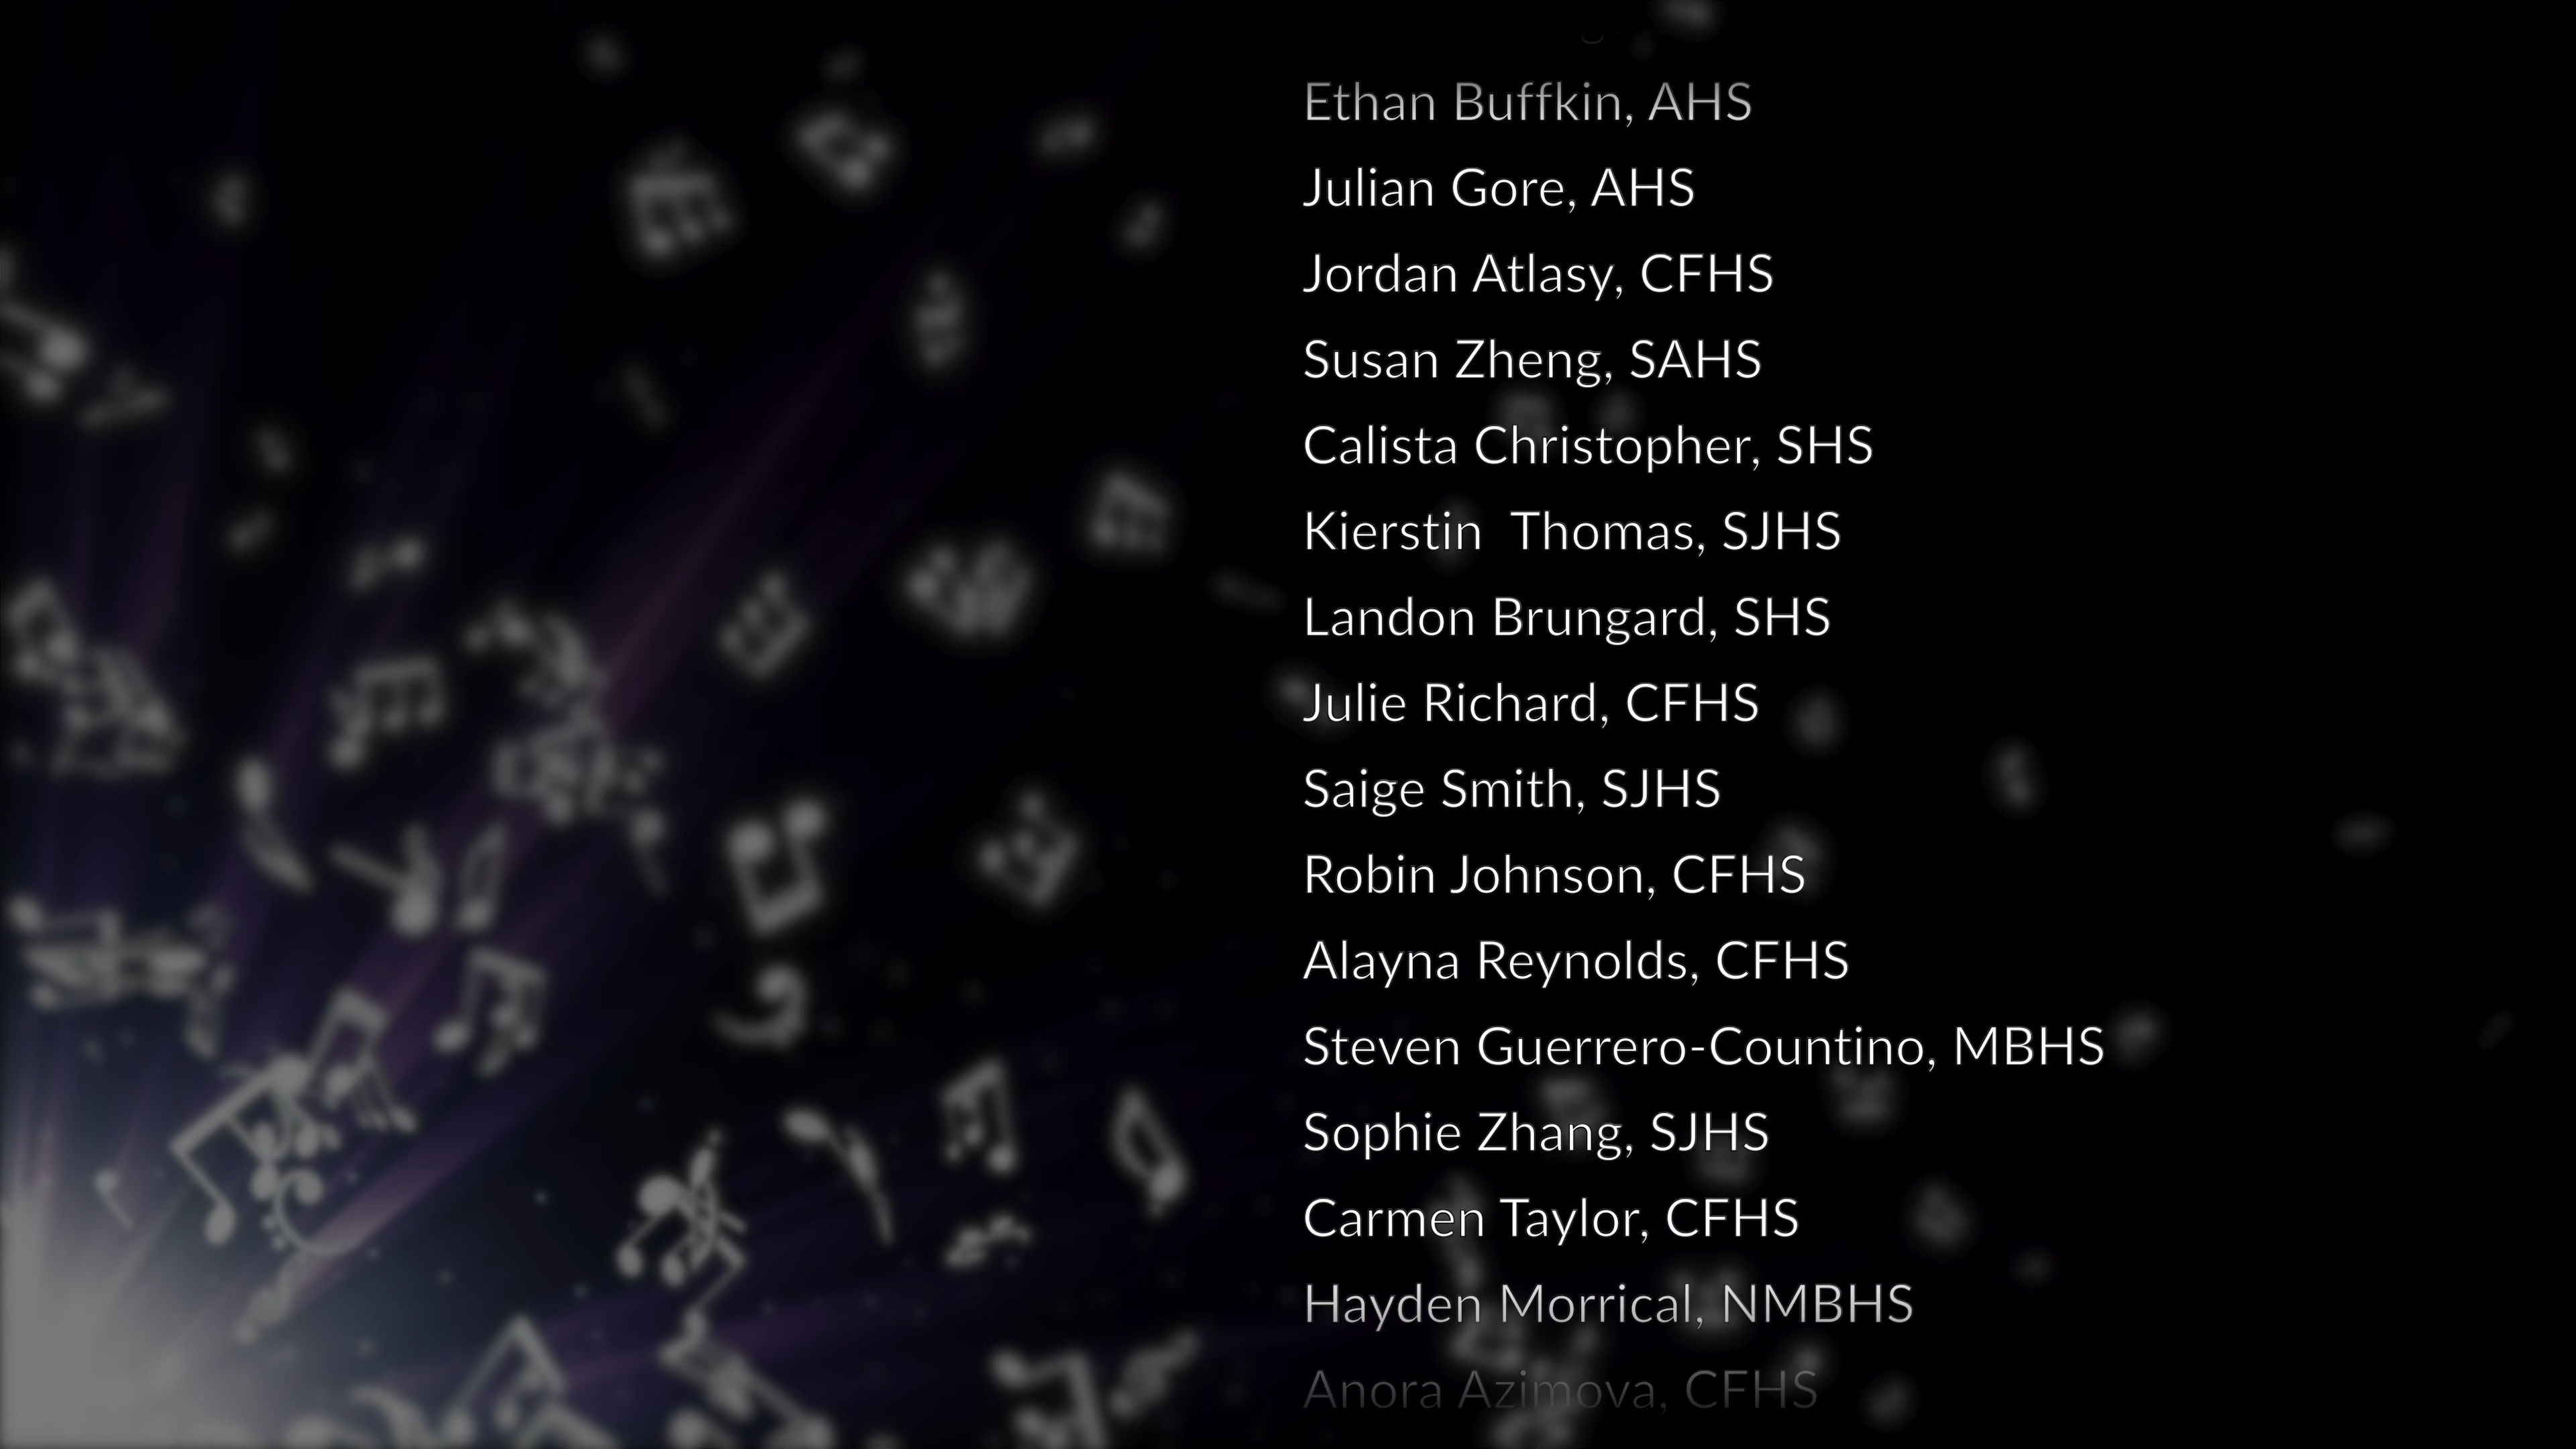 Ethan Buffkin, AHS
Julian Gore, AHS
Jordan Atlasy, CFHS
Susan Zheng, SAHS
Calista Christopher, SHS
Kierstin  Thomas, SJHS
Landon Brungard, SHS
Julie Richard, CFHS
Saige Smith, SJHS
Robin Johnson, CFHS
Alayna Reynolds, CFHS
Steven Guerrero-Countino, MBHS
Sophie Zhang, SJHS
Carmen Taylor, CFHS
Hayden Morrical, NMBHS
Anora Azimova, CFHS